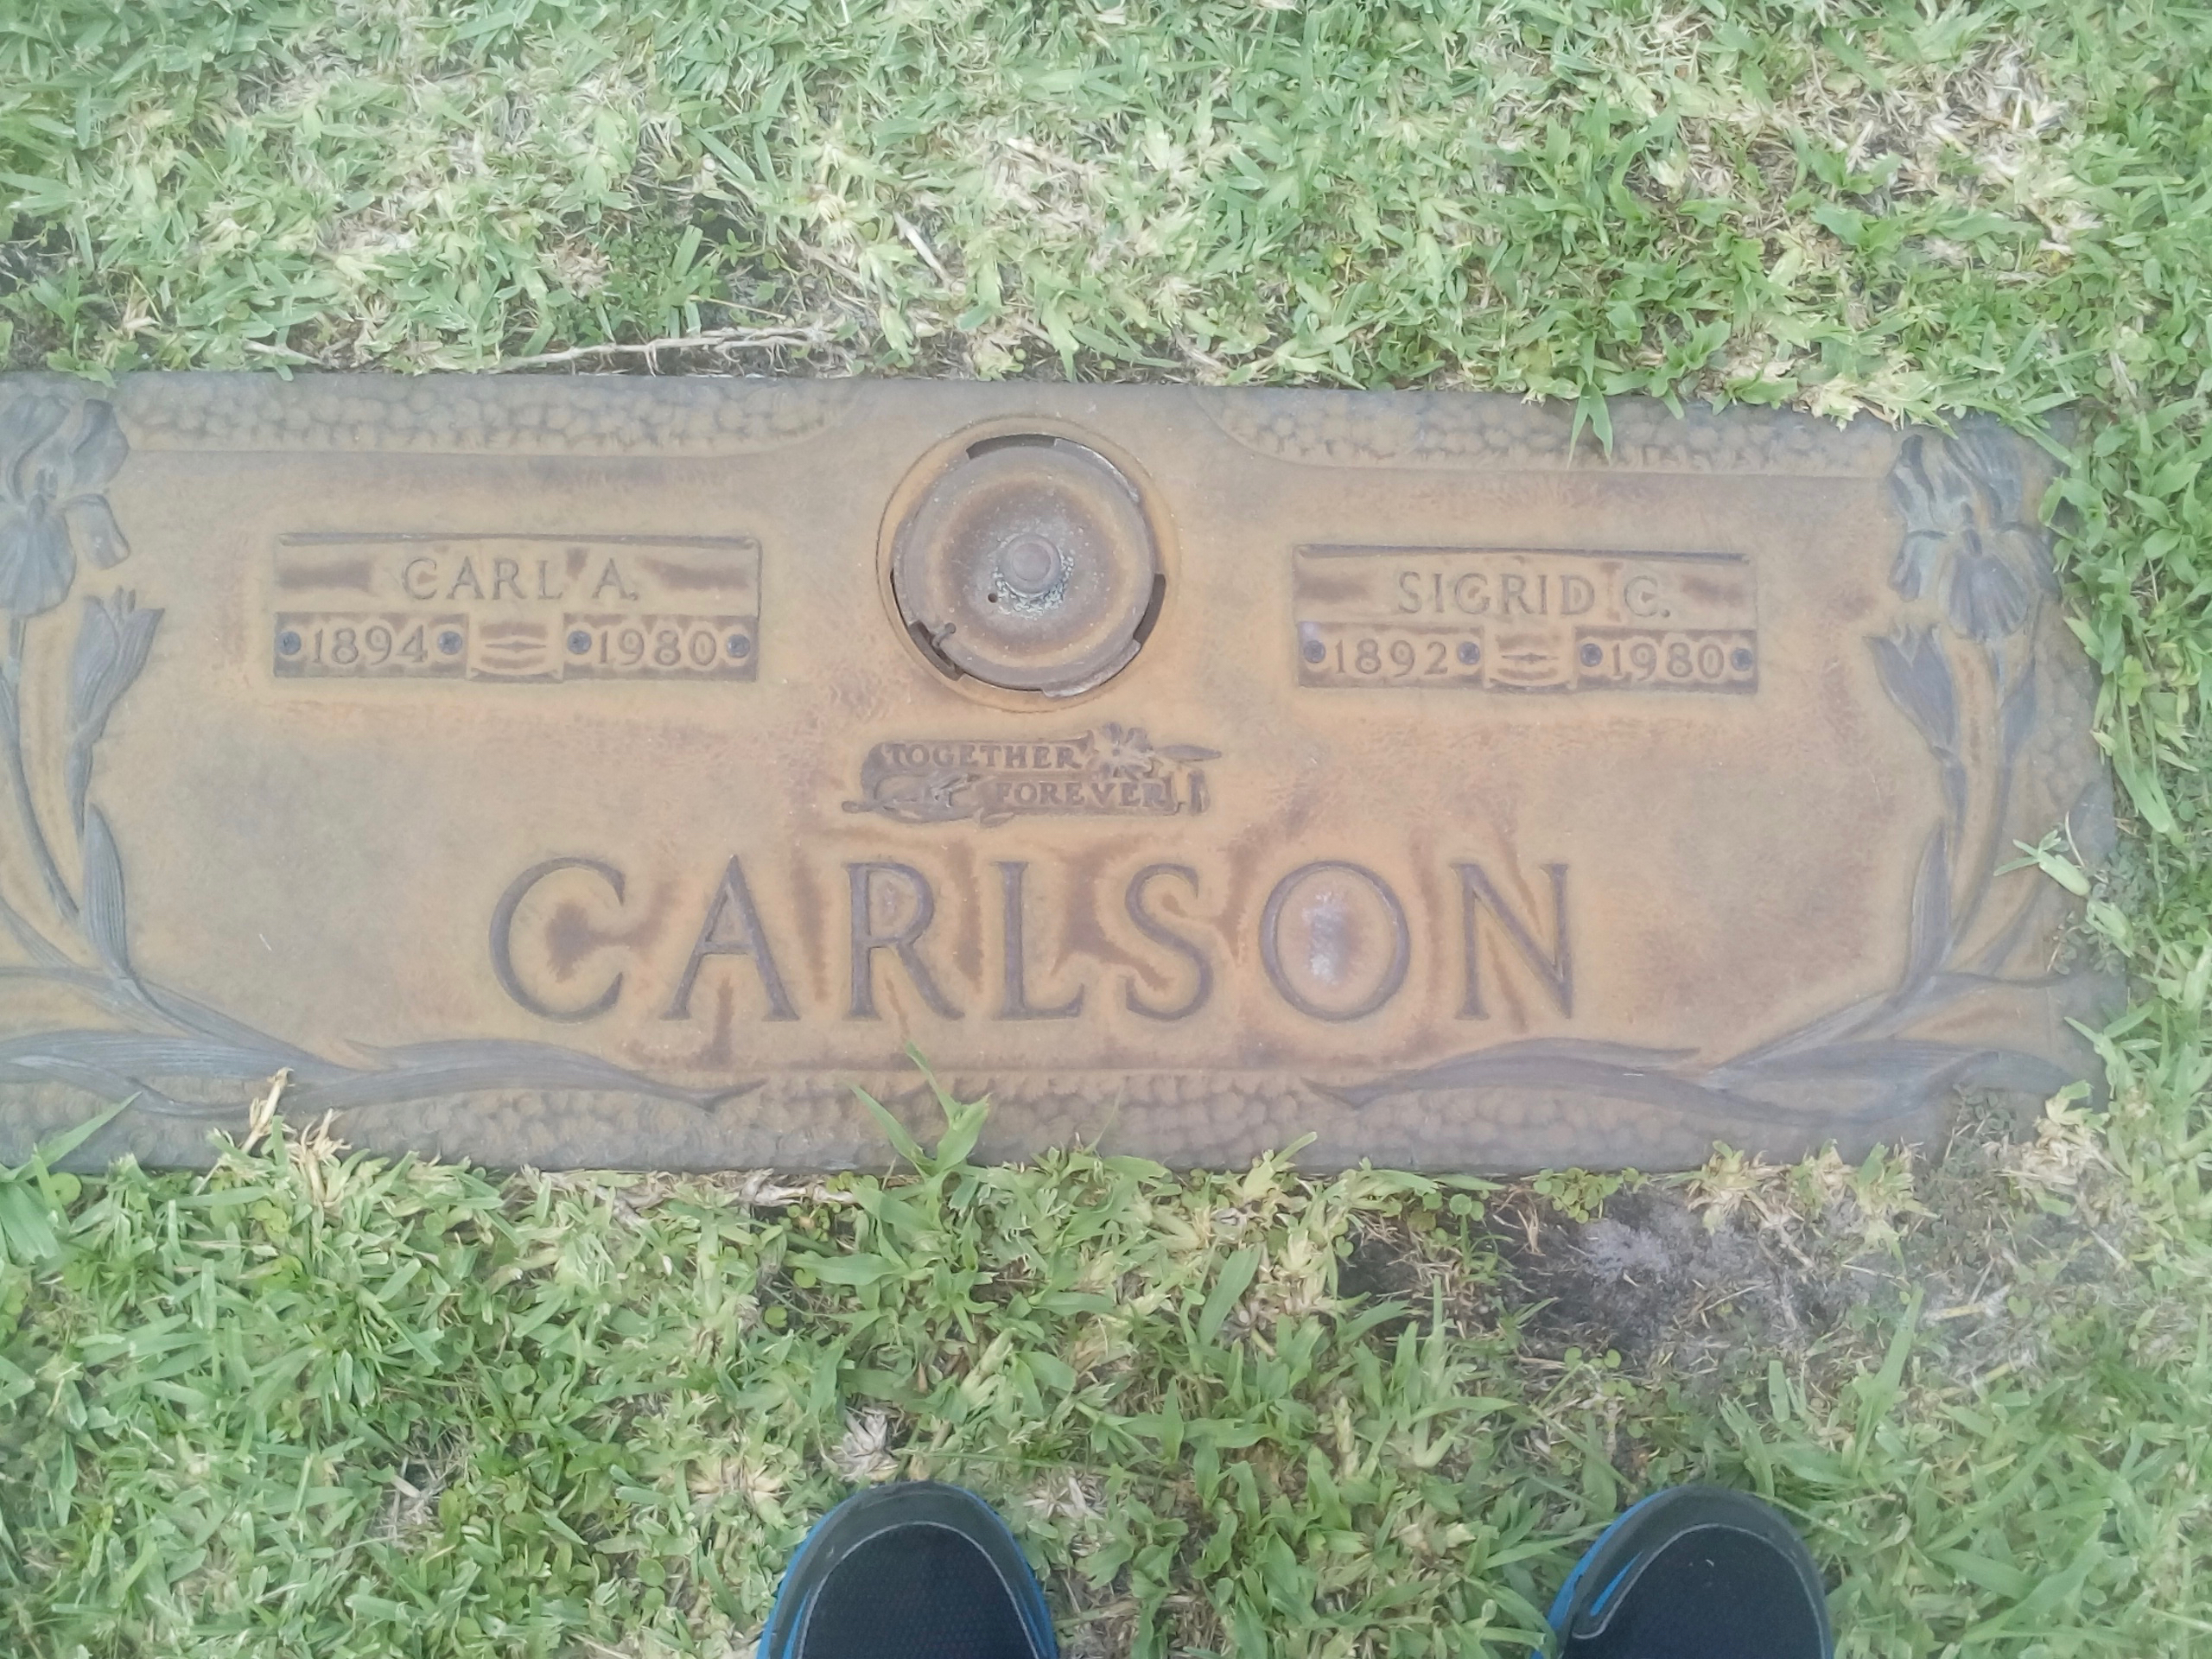 CARL A.
1894 1980
SIGRID C.
1892 1980
TOGETHER
FOREVER
CARLSON